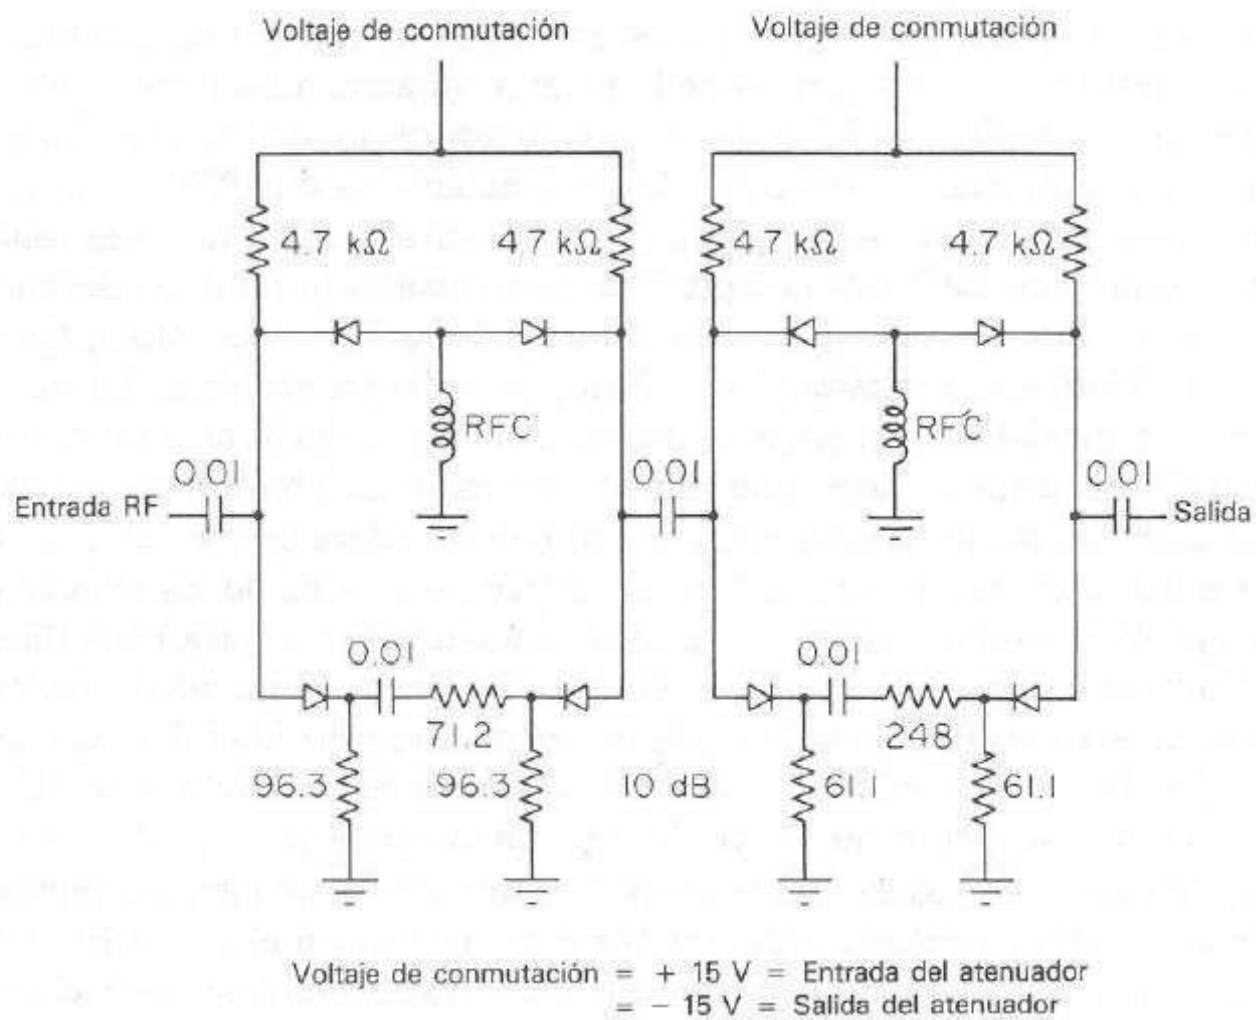 Voltaje de conmutación
Voltaje de conmutación
4.7 kΩ
4.7 kΩ
4.7 kΩ
4.7 kΩ
RFC
RFC
0.01
0.01
0.01
Entrada RF
Salida
0.01
0.01
71.2
248
96.3
96.3
10 dB
61.1
61.1
Voltaje de conmutación = + 15 V = Entrada del atenuador
= − 15 V = Salida del atenuador